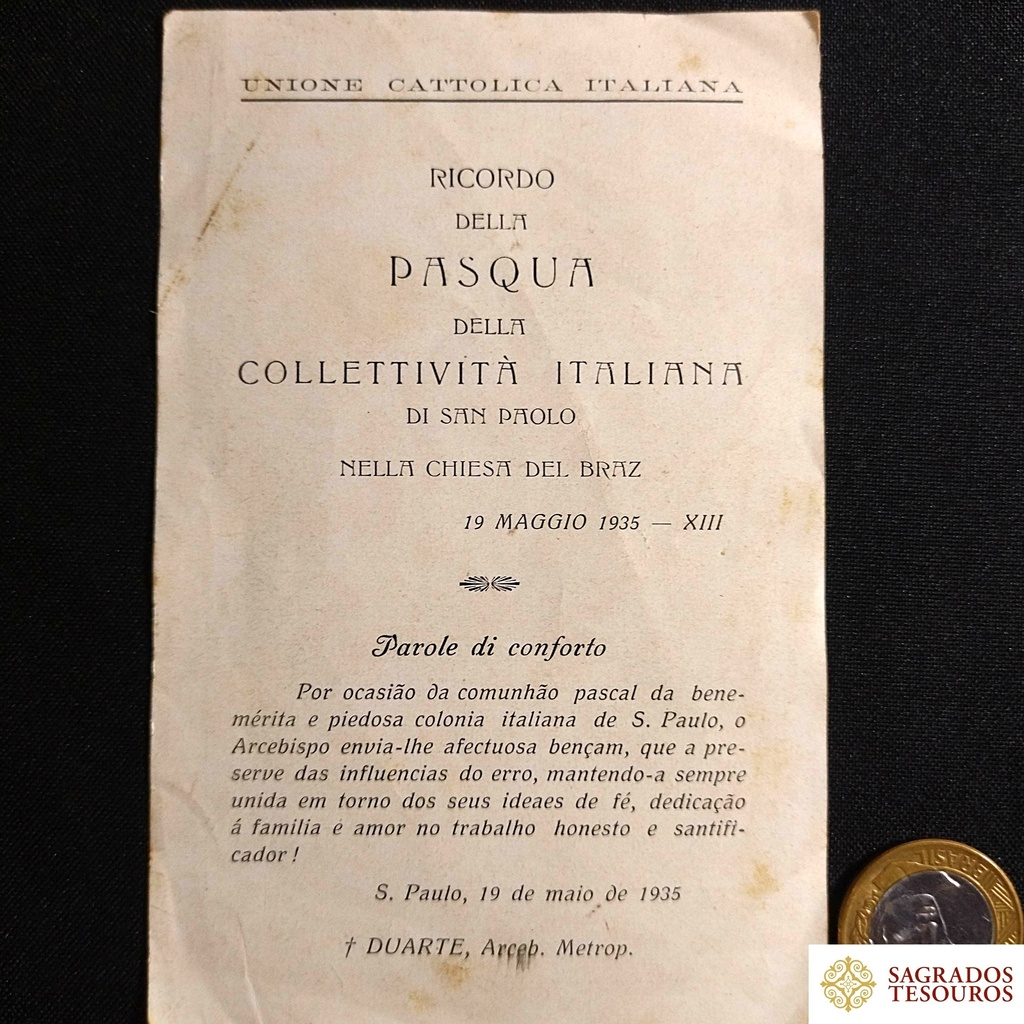 UNIONE CATTOLICA ITALIANA
RICORDO
DELLA
PASQUA
DELLA
COLLETTIVITÀ ITALIANA
DI SAN PAOLO
NELLA CHIESA DEL BRAZ
19 MAGGIO 1935 — XIII
Parole di conforto
Por ocasião da comunhão pascal da bene-
mérita e piedosa colonia italiana de S. Paulo, o
Arcebispo envia-lhe afectuosa bençam, que a pre-
serve das influencias do erro, mantendo-a sempre
unida em torno dos seus ideaes de fé, dedicação
á familia e amor no trabalho honesto e santifi-
cador !
S. Paulo, 19 de maio de 1935
† DUARTE, Arceb. Metrop.
BRASIL
SAGRADOS
TESOUROS